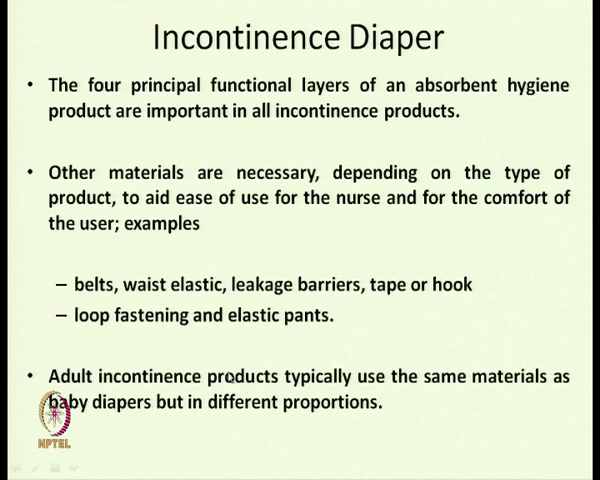 Incontinence Diaper
• The four principal functional layers of an absorbent hygiene
product are important in all incontinence products.
• Other materials are necessary, depending on the type of
product, to aid ease of use for the nurse and for the comfort of
the user; examples
– belts, waist elastic, leakage barriers, tape or hook
– loop fastening and elastic pants.
• Adult incontinence products typically use the same materials as
baby diapers but in different proportions.
NPTEL